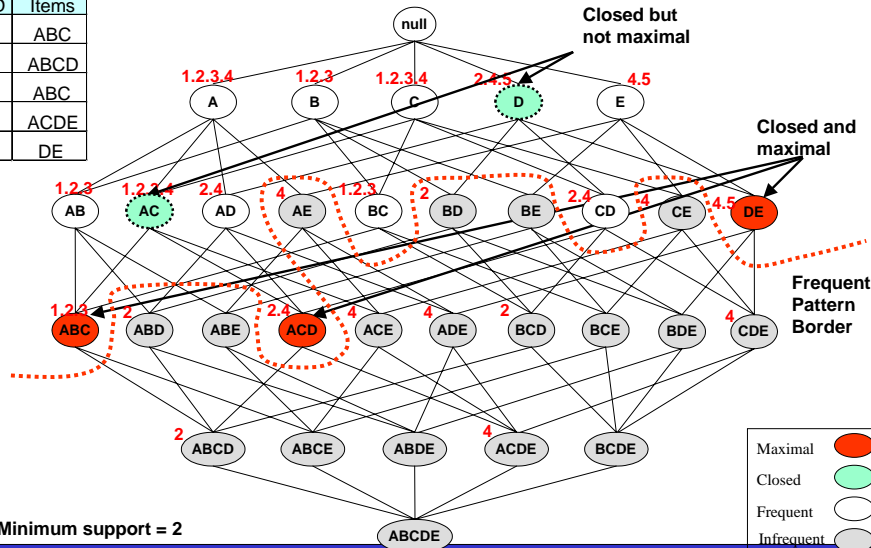 Items
ABC
ABCD
ABC
ACDE
DE
null
Closed but
not maximal
1.2.3.4 1.2.3 1.2.3.4 2.4.5 4.5
A B C D E
Closed and
maximal
1.2.3 1.2.3.4 2.4 4 1.2.3 2 2.4 4 4.5
AB AC AD AE BC BD BE CD CE DE
Frequent
Pattern
Border
1.2.3 2 2.4 4 4 2 4
ABC ABD ABE ACD ACE ADE BCD BCE BDE CDE
2 4
ABCD ABCE ABDE ACDE BCDE
ABCDE
Minimum support = 2
Maximal
Closed
Frequent
Infrequent